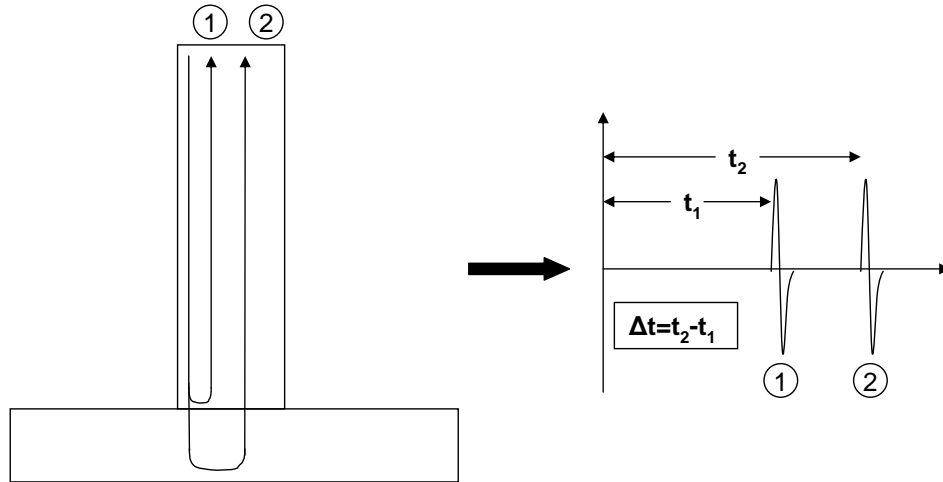 ① ②
t₂
t₁
Δt=t₂-t₁
① ②